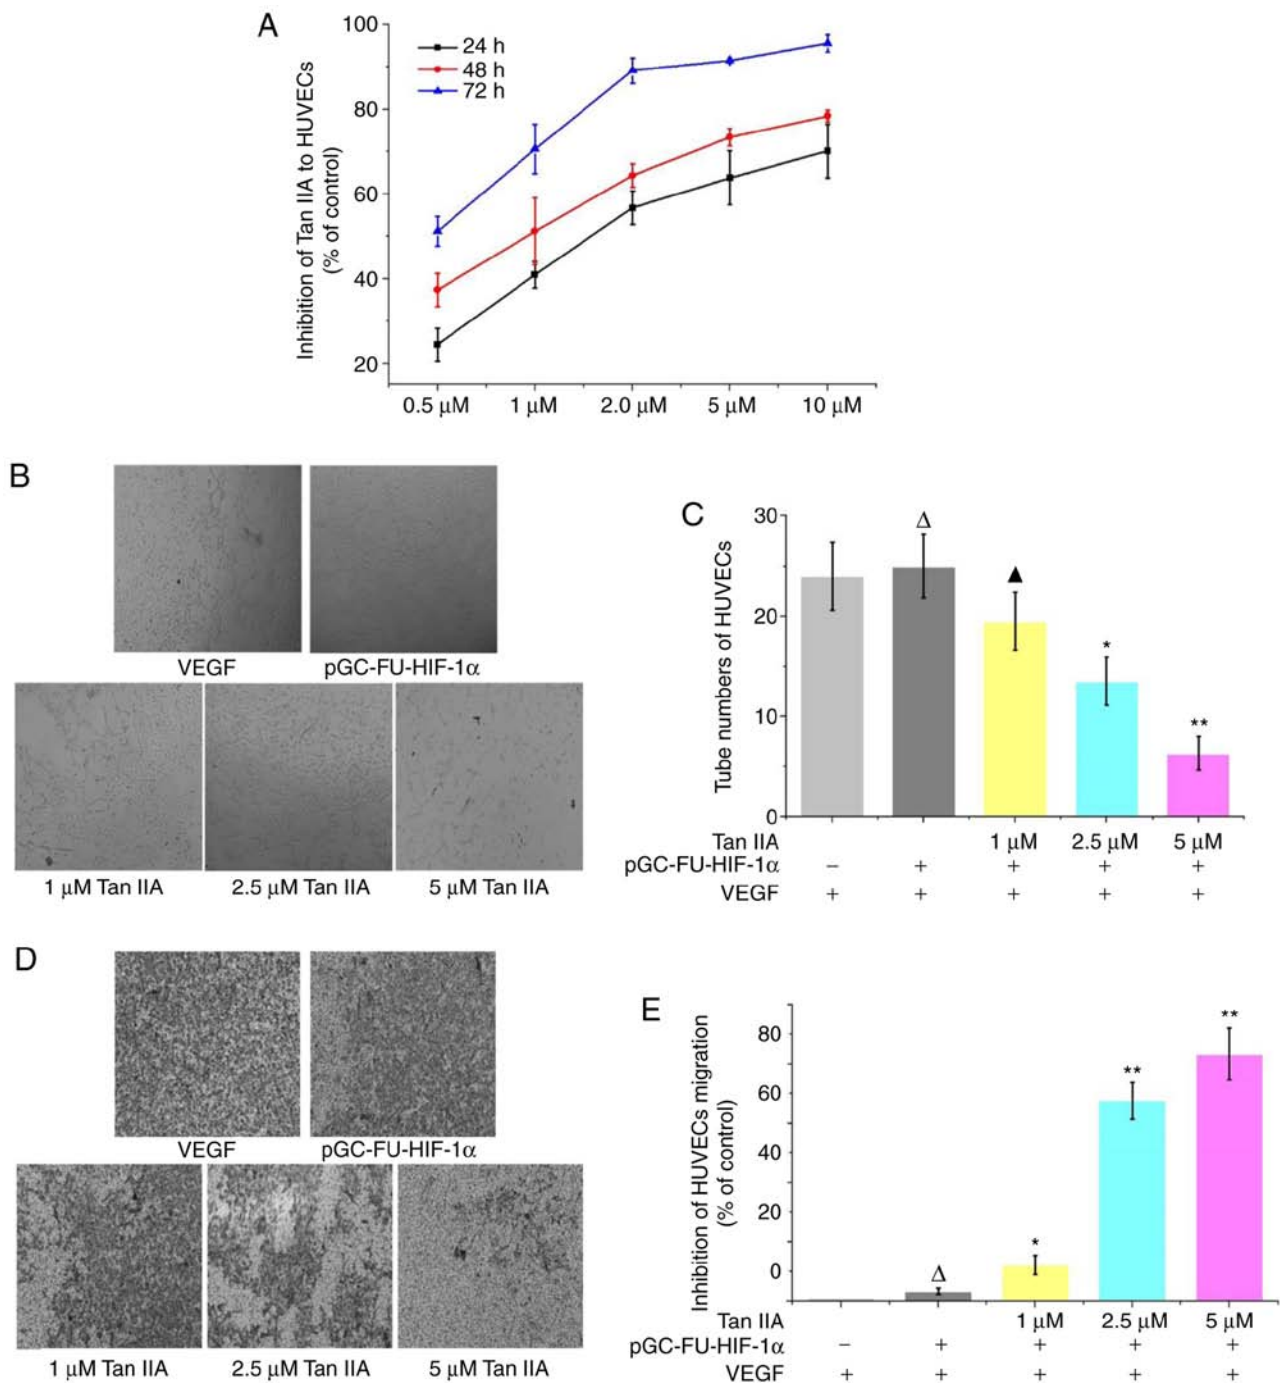 A
100
80
60
40
20
Inhibition of Tan IIA to HUVECs
(% of control)
24 h
48 h
72 h
0.5 μM 1 μM 2.0 μM 5 μM 10 μM
B
VEGF pGC-FU-HIF-1α
1 μM Tan IIA 2.5 μM Tan IIA 5 μM Tan IIA
C
30
20
10
0
Tube numbers of HUVECs
Δ
▲
*
**
Tan IIA 1 μM 2.5 μM 5 μM
pGC-FU-HIF-1α − + + + +
VEGF + + + + +
D
VEGF pGC-FU-HIF-1α
1 μM Tan IIA 2.5 μM Tan IIA 5 μM Tan IIA
E
80
60
40
20
0
Inhibition of HUVECs migration
(% of control)
Δ
*
**
**
Tan IIA 1 μM 2.5 μM 5 μM
pGC-FU-HIF-1α − + + + +
VEGF + + + + +